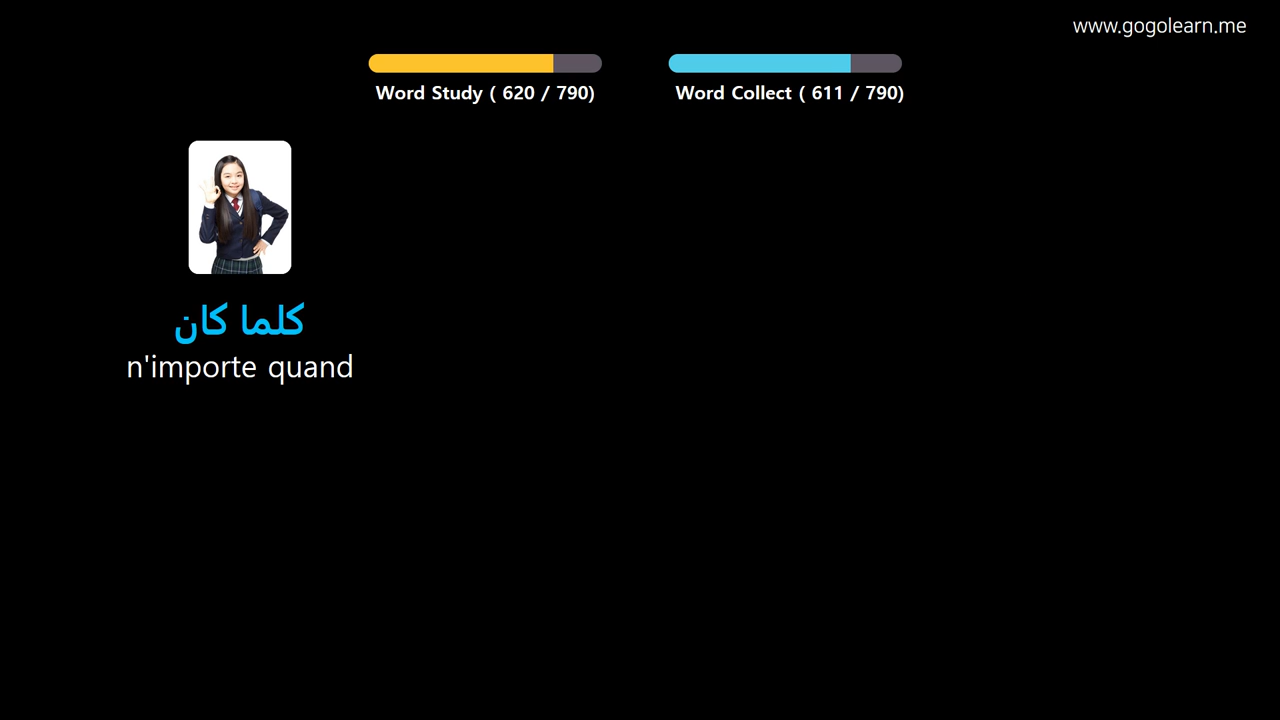 www.gogolearn.me
Word Study ( 620 / 790)
Word Collect ( 611 / 790)
كلما كان
n'importe quand